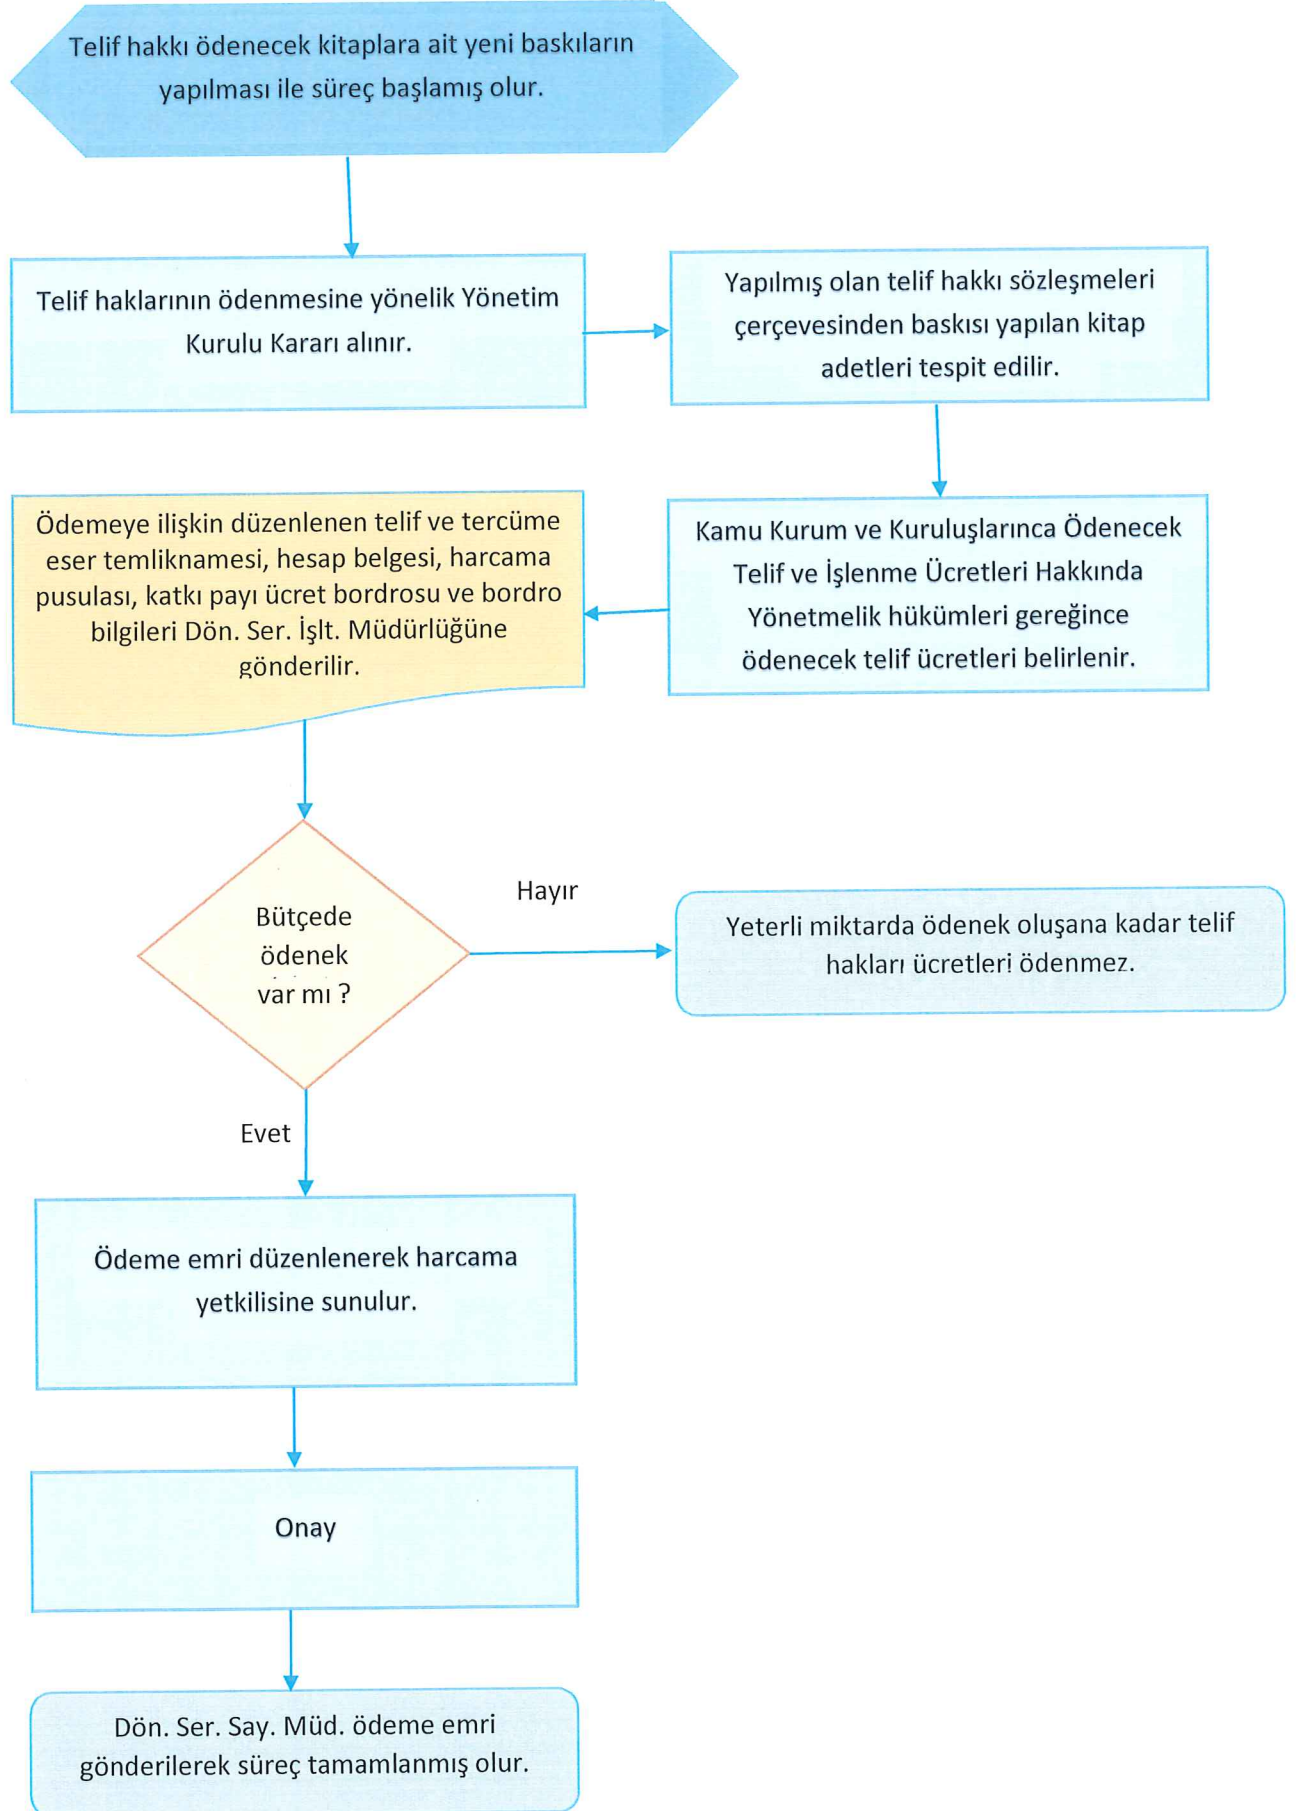 Telif hakkı ödenecek kitaplara ait yeni baskıların
yapılması ile süreç başlamış olur.
Telif haklarının ödenmesine yönelik Yönetim
Kurulu Kararı alınır.
Yapılmış olan telif hakkı sözleşmeleri
çerçevesinden baskısı yapılan kitap
adetleri tespit edilir.
Kamu Kurum ve Kuruluşlarınca Ödenecek
Telif ve İşlenme Ücretleri Hakkında
Yönetmelik hükümleri gereğince
ödenecek telif ücretleri belirlenir.
Ödemeye ilişkin düzenlenen telif ve tercüme
eser temliknamesi, hesap belgesi, harcama
pusulası, katkı payı ücret bordrosu ve bordro
bilgileri Dön. Ser. İşlt. Müdürlüğüne
gönderilir.
Bütçede
ödenek
var mı ?
Hayır
Yeterli miktarda ödenek oluşana kadar telif
hakları ücretleri ödenmez.
Evet
Ödeme emri düzenlenerek harcama
yetkilisine sunulur.
Onay
Dön. Ser. Say. Müd. ödeme emri
gönderilerek süreç tamamlanmış olur.